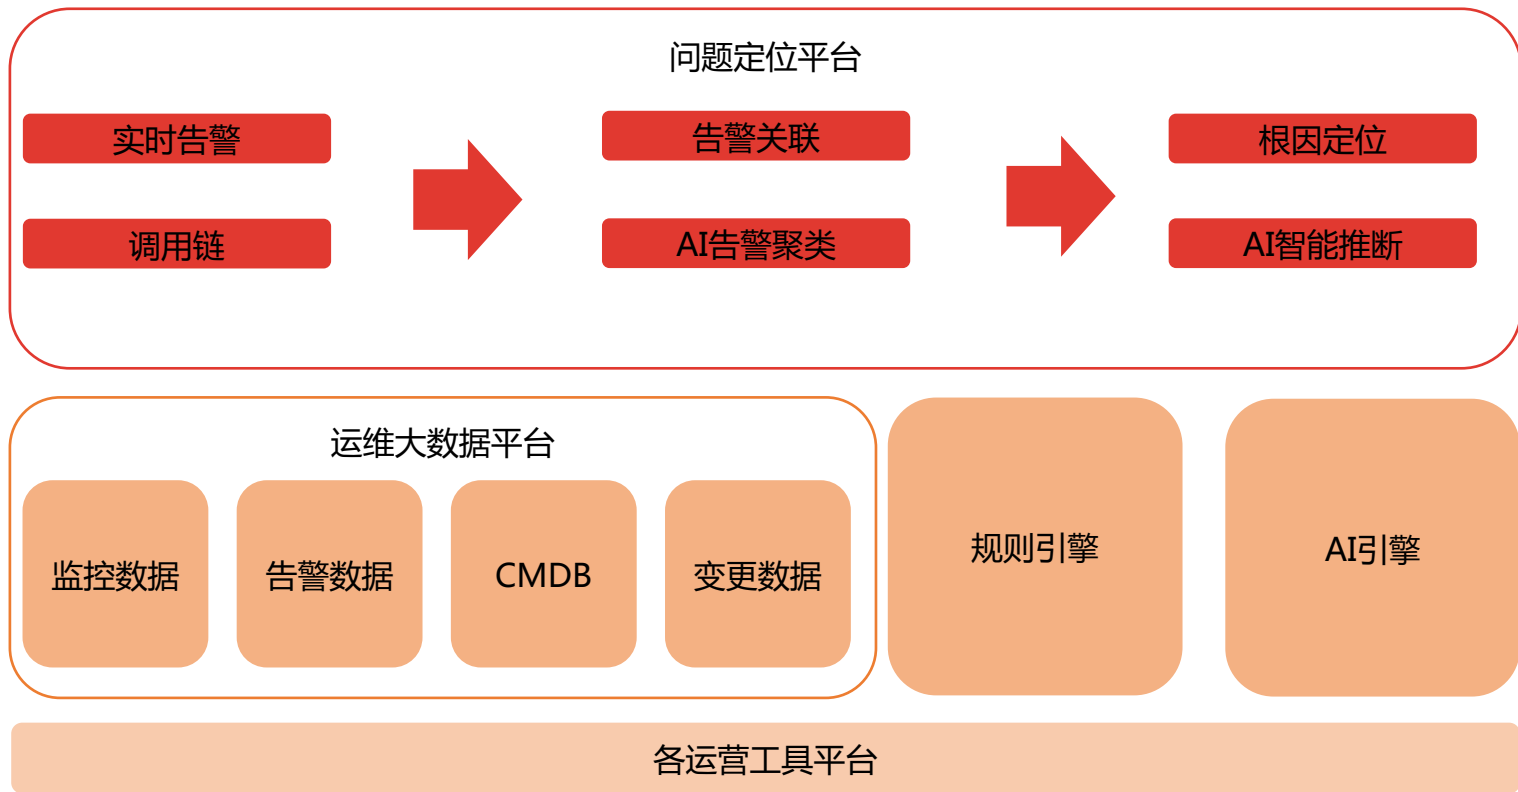 问题定位平台
实时告警
告警关联
根因定位
调用链
AI告警聚类
AI智能推断
运维大数据平台
监控数据
告警数据
CMDB
变更数据
规则引擎
AI引擎
各运营工具平台